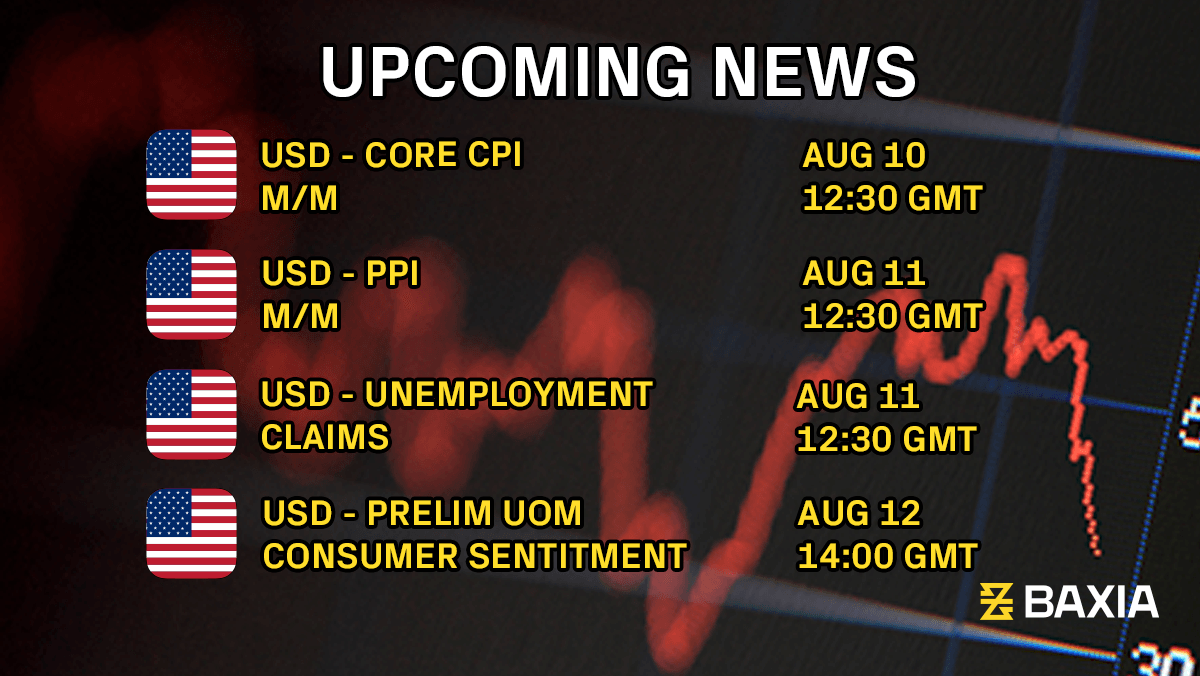 UPCOMING NEWS
USD - CORE CPI
M/M
AUG 10
12:30 GMT
USD - PPI
M/M
AUG 11
12:30 GMT
USD - UNEMPLOYMENT
CLAIMS
AUG 11
12:30 GMT
USD - PRELIM UOM
CONSUMER SENTITMENT
AUG 12
14:00 GMT
BAXIA